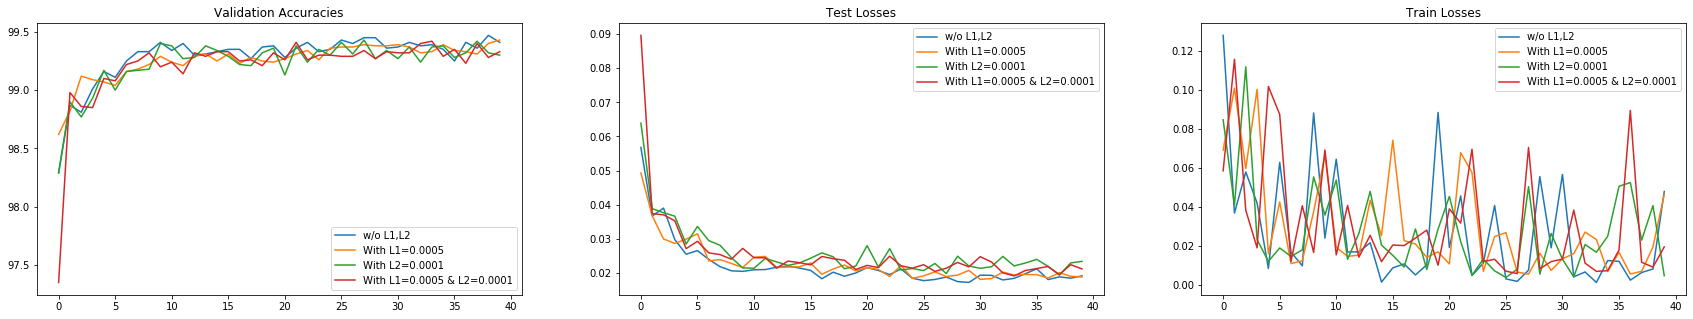 Validation Accuracies
99.5
99.0
98.5
98.0
97.5
0 5 10 15 20 25 30 35 40
w/o L1,L2
With L1=0.0005
With L2=0.0001
With L1=0.0005 & L2=0.0001
Test Losses
0.09
0.08
0.07
0.06
0.05
0.04
0.03
0.02
0 5 10 15 20 25 30 35 40
w/o L1,L2
With L1=0.0005
With L2=0.0001
With L1=0.0005 & L2=0.0001
Train Losses
0.12
0.10
0.08
0.06
0.04
0.02
0.00
0 5 10 15 20 25 30 35 40
w/o L1,L2
With L1=0.0005
With L2=0.0001
With L1=0.0005 & L2=0.0001